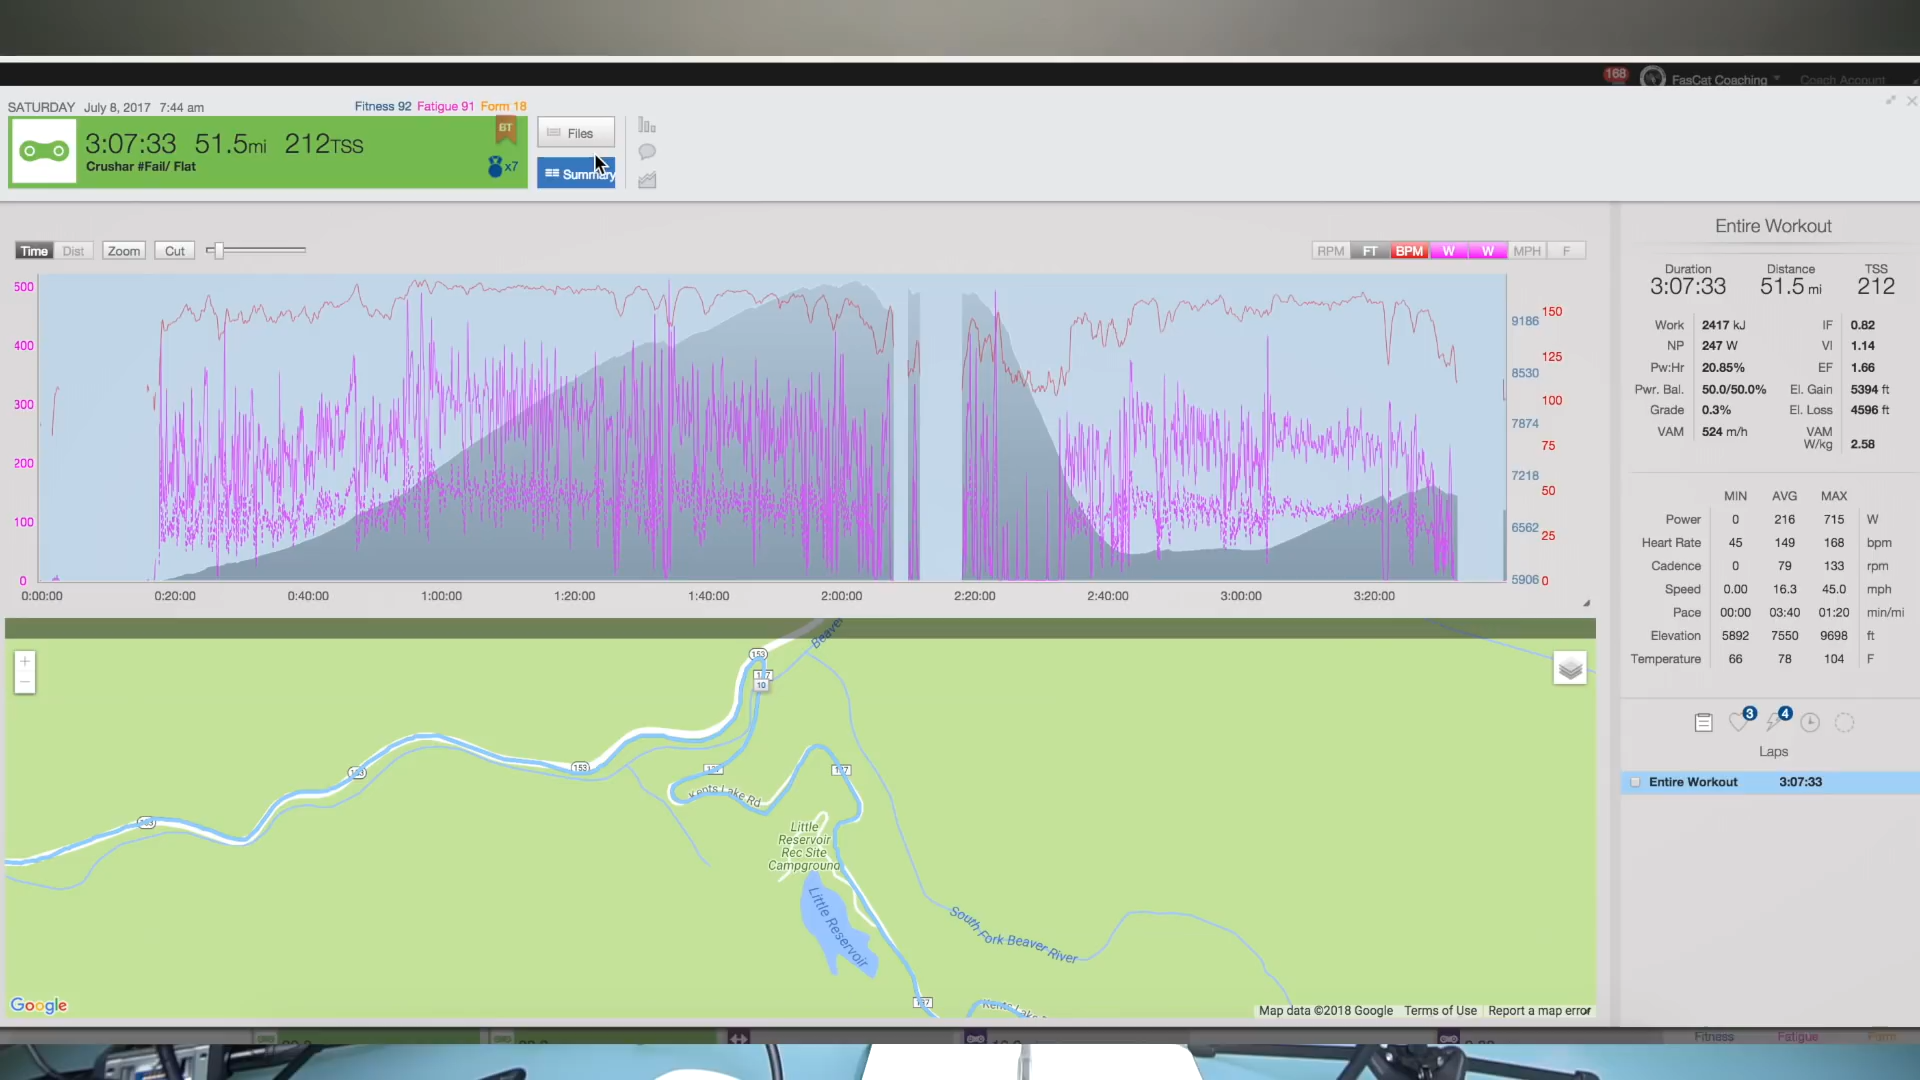 168 FasCat Coaching Coach Account
SATURDAY July 8, 2017 7:44 am Fitness 92 Fatigue 91 Form 18
3:07:33 51.5mi 212TSS
Crushar #Fail/ Flat
BT
x7
Files
Summary
Time Dist Zoom Cut
RPM FT BPM W W MPH F
500
400
300
200
100
0
9186
8530
7874
7218
6562
5906
150
125
100
75
50
25
0
0:00:00 0:20:00 0:40:00 1:00:00 1:20:00 1:40:00 2:00:00 2:20:00 2:40:00 3:00:00 3:20:00
Entire Workout
Duration Distance TSS
3:07:33 51.5 mi 212
Work 2417 kJ IF 0.82
NP 247 W VI 1.14
Pw:Hr 20.85% EF 1.66
Pwr. Bal. 50.0/50.0% El. Gain 5394 ft
Grade 0.3% El. Loss 4596 ft
VAM 524 m/h VAM W/kg 2.58
MIN AVG MAX
Power 0 216 715 W
Heart Rate 45 149 168 bpm
Cadence 0 79 133 rpm
Speed 0.00 16.3 45.0 mph
Pace 00:00 03:40 01:20 min/mi
Elevation 5892 7550 9698 ft
Temperature 66 78 104 F
3 4
Laps
Entire Workout 3:07:33
+
−
Beaver
153
10
153
153
153
137
Kents Lake Rd
Little
Reservoir
Rec Site
Campground
Little Reservoir
South Fork Beaver River
137
Kents Lake
Google
Map data ©2018 Google Terms of Use Report a map error
Fitness Fatigue Form